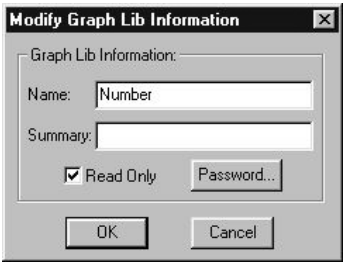 Modify Graph Lib Information
Graph Lib Information:
Name: Number
Summary:
Read Only Password...
OK Cancel